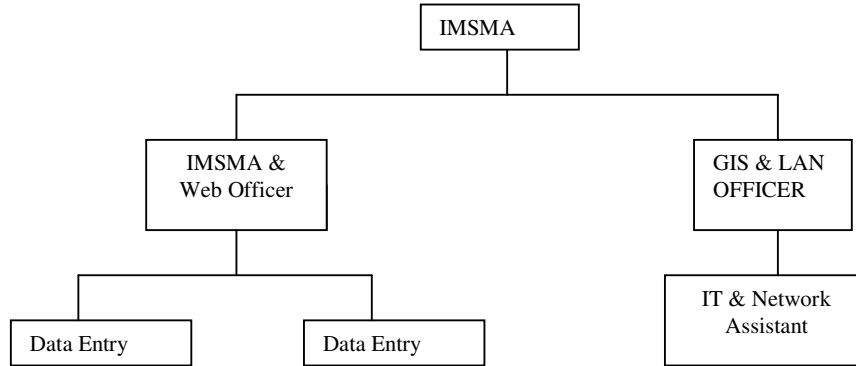 IMSMA
IMSMA &
Web Officer
GIS & LAN
OFFICER
IT & Network
Assistant
Data Entry
Data Entry